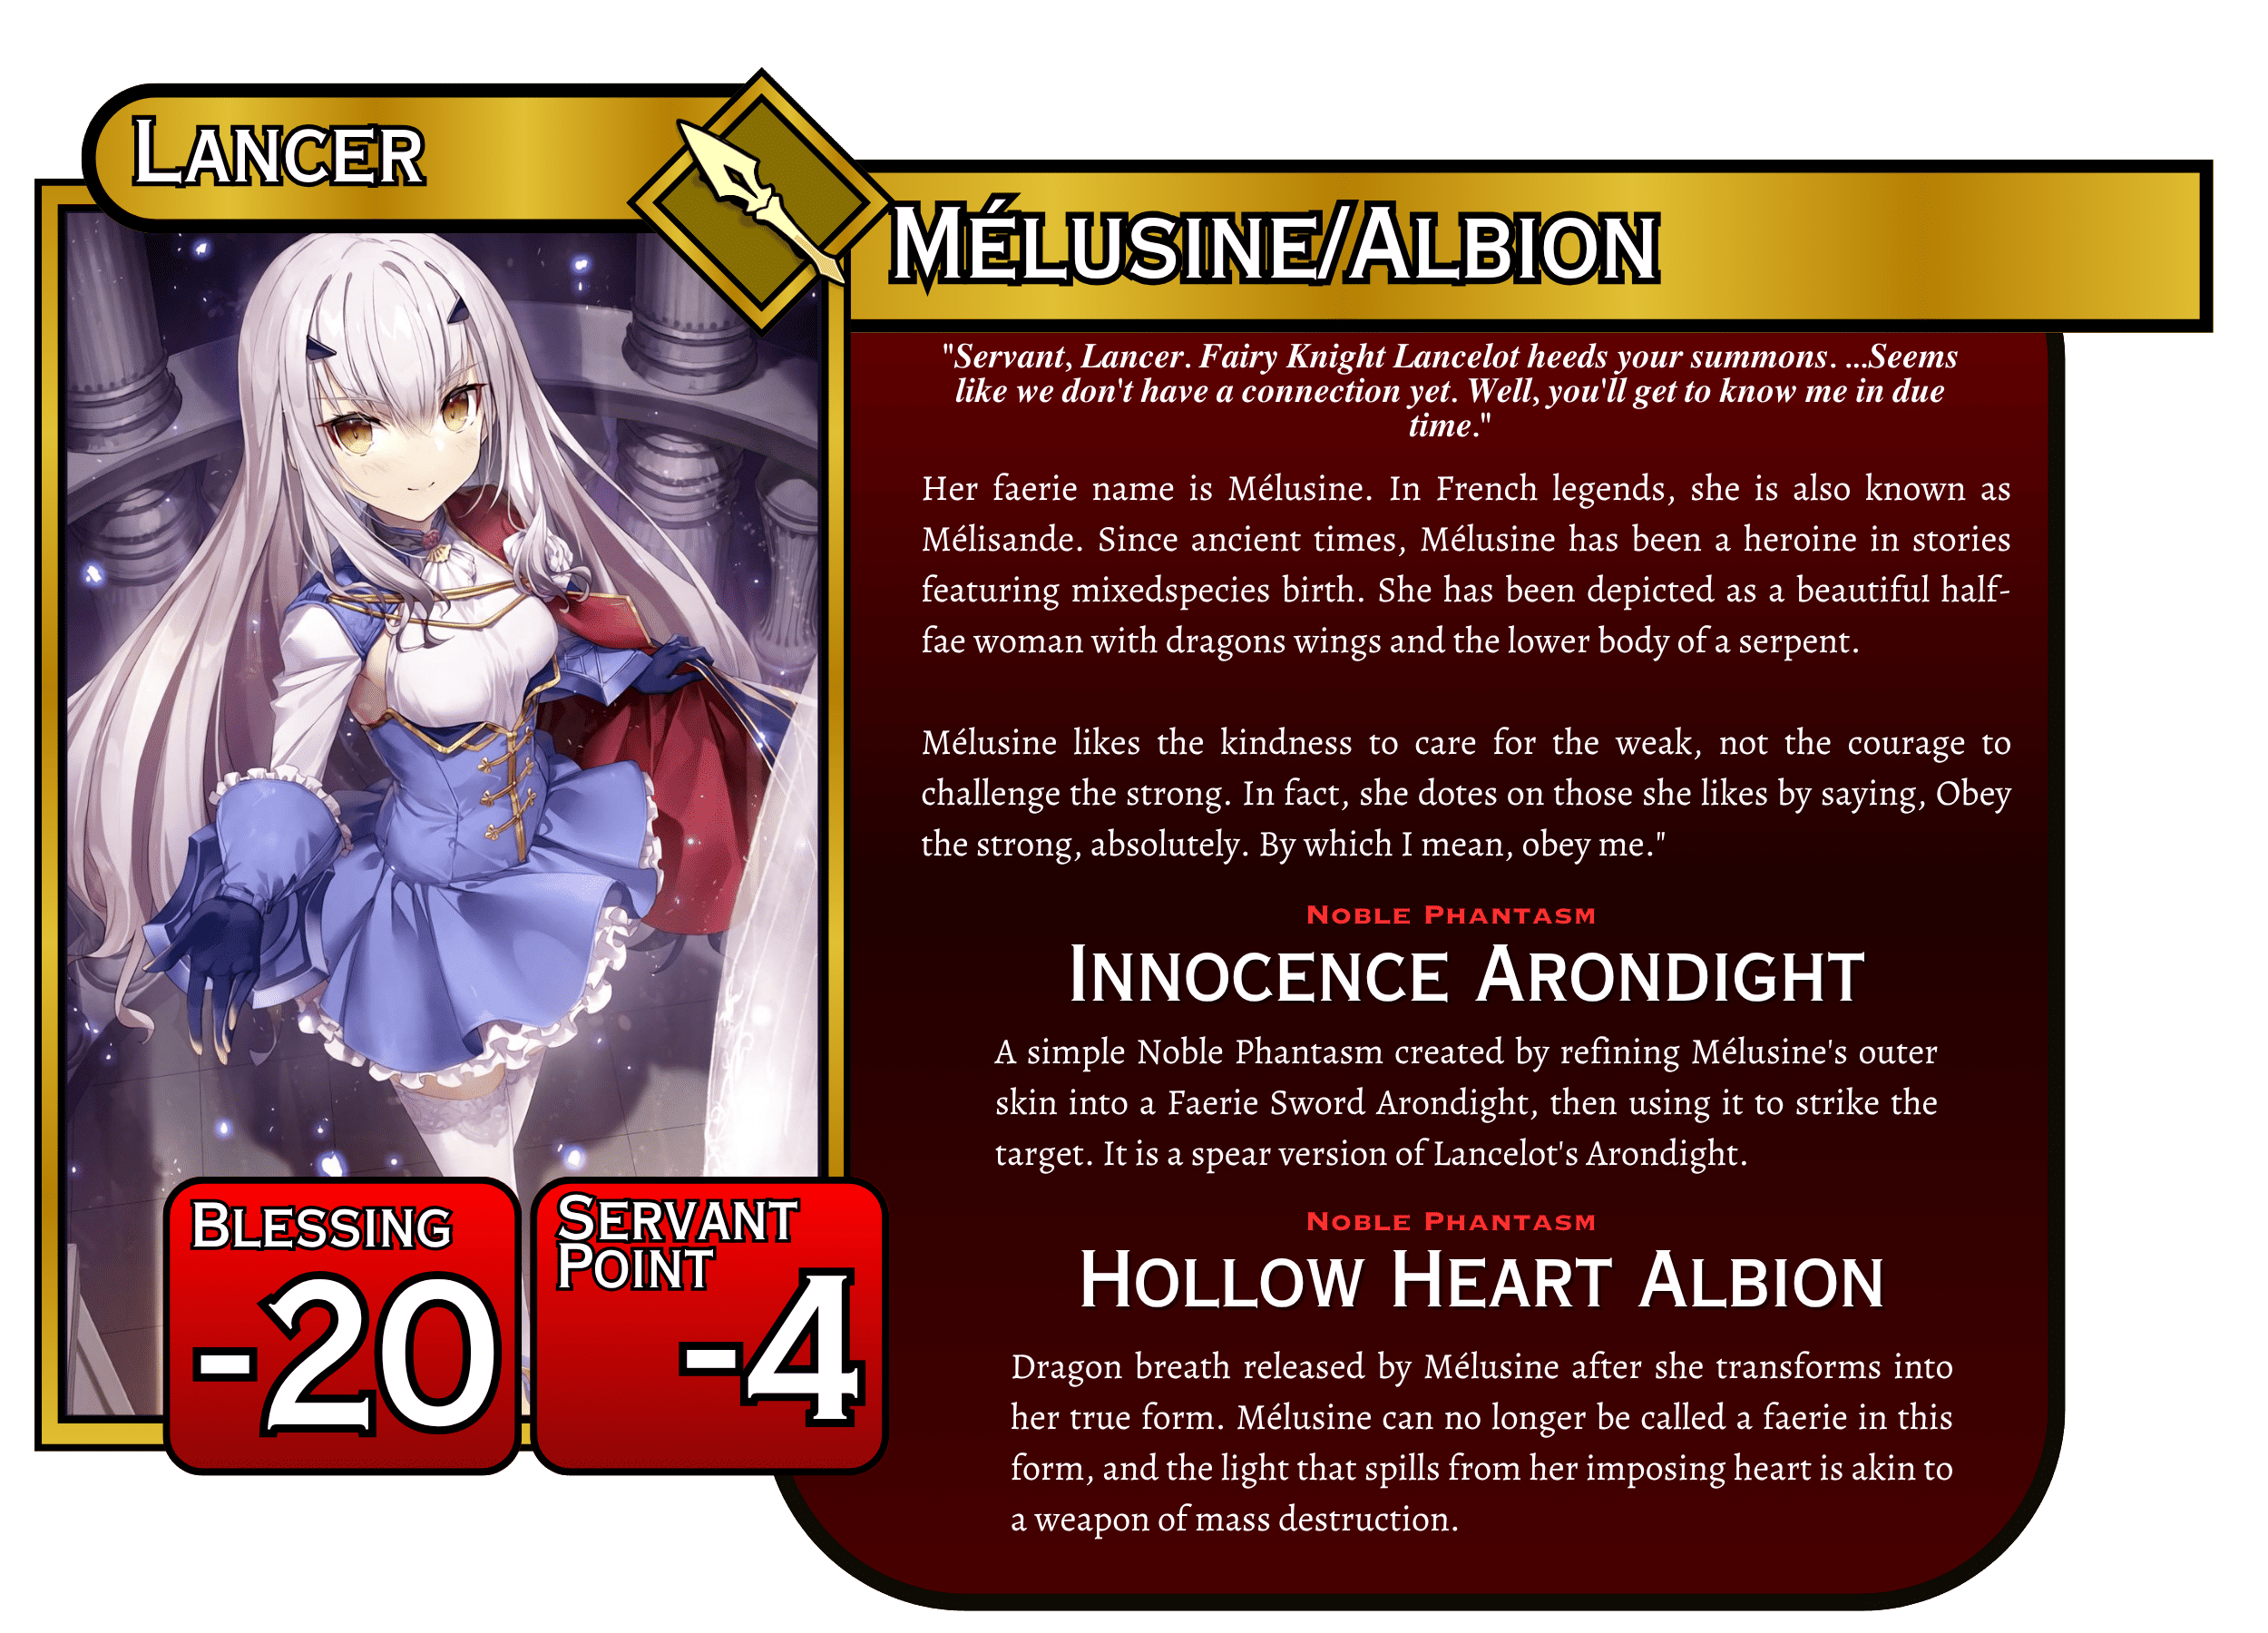 Lancer
Mélusine/Albion
"Servant, Lancer. Fairy Knight Lancelot heeds your summons. ...Seems
like we don't have a connection yet. Well, you'll get to know me in due
time."
Her faerie name is Mélusine. In French legends, she is also known as
Mélisande. Since ancient times, Mélusine has been a heroine in stories
featuring mixedspecies birth. She has been depicted as a beautiful half-
fae woman with dragons wings and the lower body of a serpent.
Mélusine likes the kindness to care for the weak, not the courage to
challenge the strong. In fact, she dotes on those she likes by saying, Obey
the strong, absolutely. By which I mean, obey me."
Noble Phantasm
Innocence Arondight
A simple Noble Phantasm created by refining Mélusine's outer
skin into a Faerie Sword Arondight, then using it to strike the
target. It is a spear version of Lancelot's Arondight.
Noble Phantasm
Hollow Heart Albion
Dragon breath released by Mélusine after she transforms into
her true form. Mélusine can no longer be called a faerie in this
form, and the light that spills from her imposing heart is akin to
a weapon of mass destruction.
Blessing
-20
Servant
Point
-4